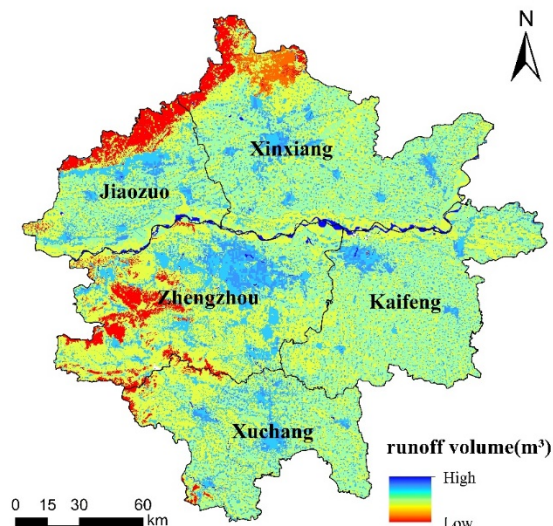 N
Xinxiang
Jiaozuo
Zhengzhou
Kaifeng
Xuchang
runoff volume(m³)
High
Low
0 15 30 60
km